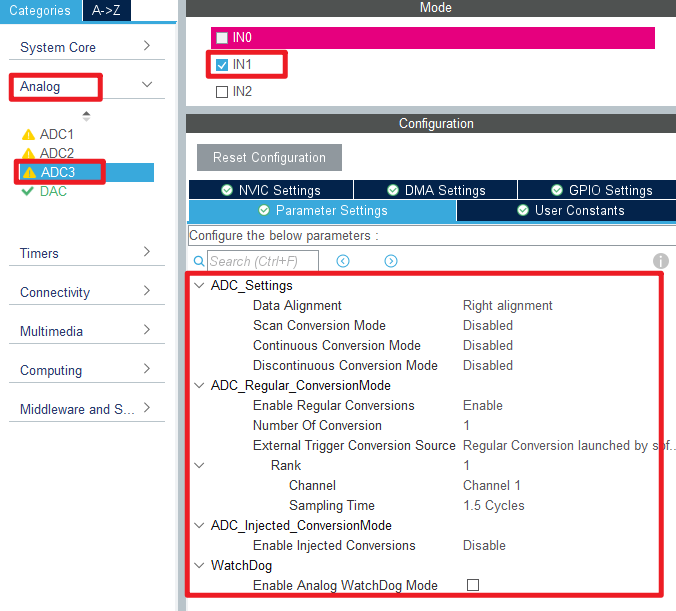 Categories A->Z
System Core
Analog
ADC1
ADC2
ADC3
DAC
Timers
Connectivity
Multimedia
Computing
Middleware and S...
Mode
IN0
IN1
IN2
Configuration
Reset Configuration
NVIC Settings DMA Settings GPIO Settings
Parameter Settings User Constants
Configure the below parameters :
Search (Ctrl+F)
ADC_Settings
Data Alignment Right alignment
Scan Conversion Mode Disabled
Continuous Conversion Mode Disabled
Discontinuous Conversion Mode Disabled
ADC_Regular_ConversionMode
Enable Regular Conversions Enable
Number Of Conversion 1
External Trigger Conversion Source Regular Conversion launched by sof...
Rank 1
Channel Channel 1
Sampling Time 1.5 Cycles
ADC_Injected_ConversionMode
Enable Injected Conversions Disable
WatchDog
Enable Analog WatchDog Mode